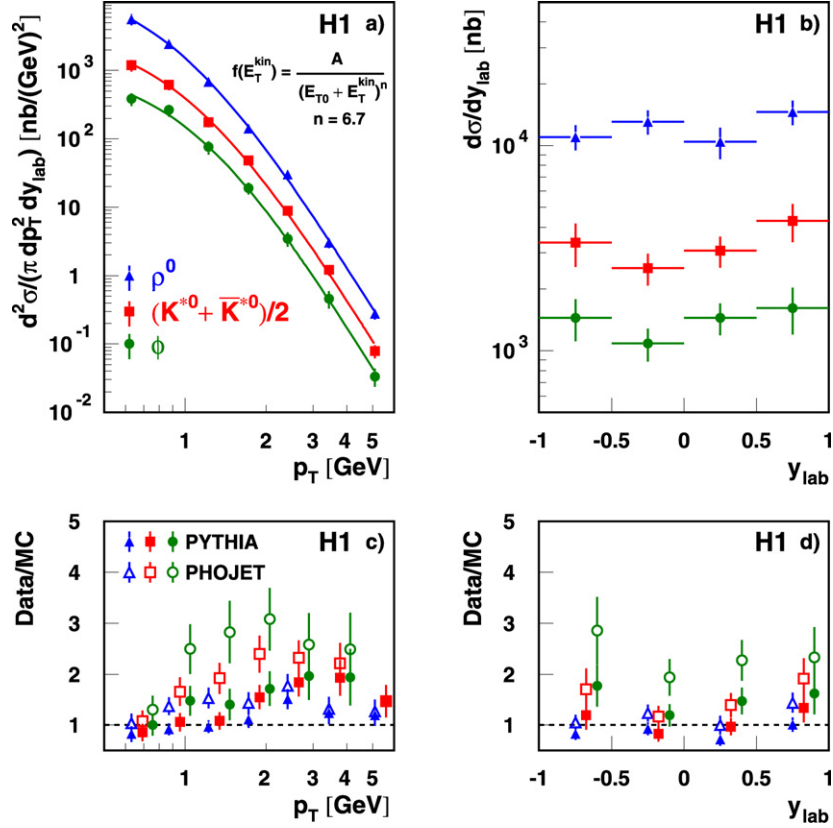 H1 a)
f(E_T^kin) = A / (E_T0 + E_T^kin)^n
n = 6.7
d²σ/(π dp_T² dy_lab) [nb/(GeV)²]
10³
10²
10
1
10⁻¹
10⁻²
ρ⁰
(K*⁰ + K̅*⁰)/2
ϕ
1 2 3 4 5
p_T [GeV]
H1 b)
dσ/dy_lab [nb]
10⁴
10³
-1 -0.5 0 0.5 1
y_lab
H1 c)
Data/MC
5
4
3
2
1
PYTHIA
PHOJET
1 2 3 4 5
p_T [GeV]
H1 d)
Data/MC
5
4
3
2
1
-1 -0.5 0 0.5 1
y_lab